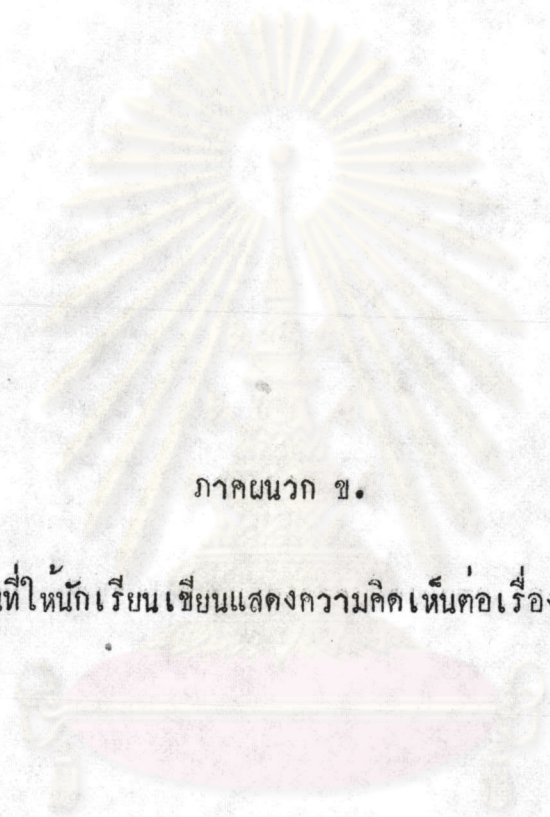 ภาคผนวก ข.
ที่ให้นักเรียนเขียนแสดงความคิดเห็นต่อเรื่อง